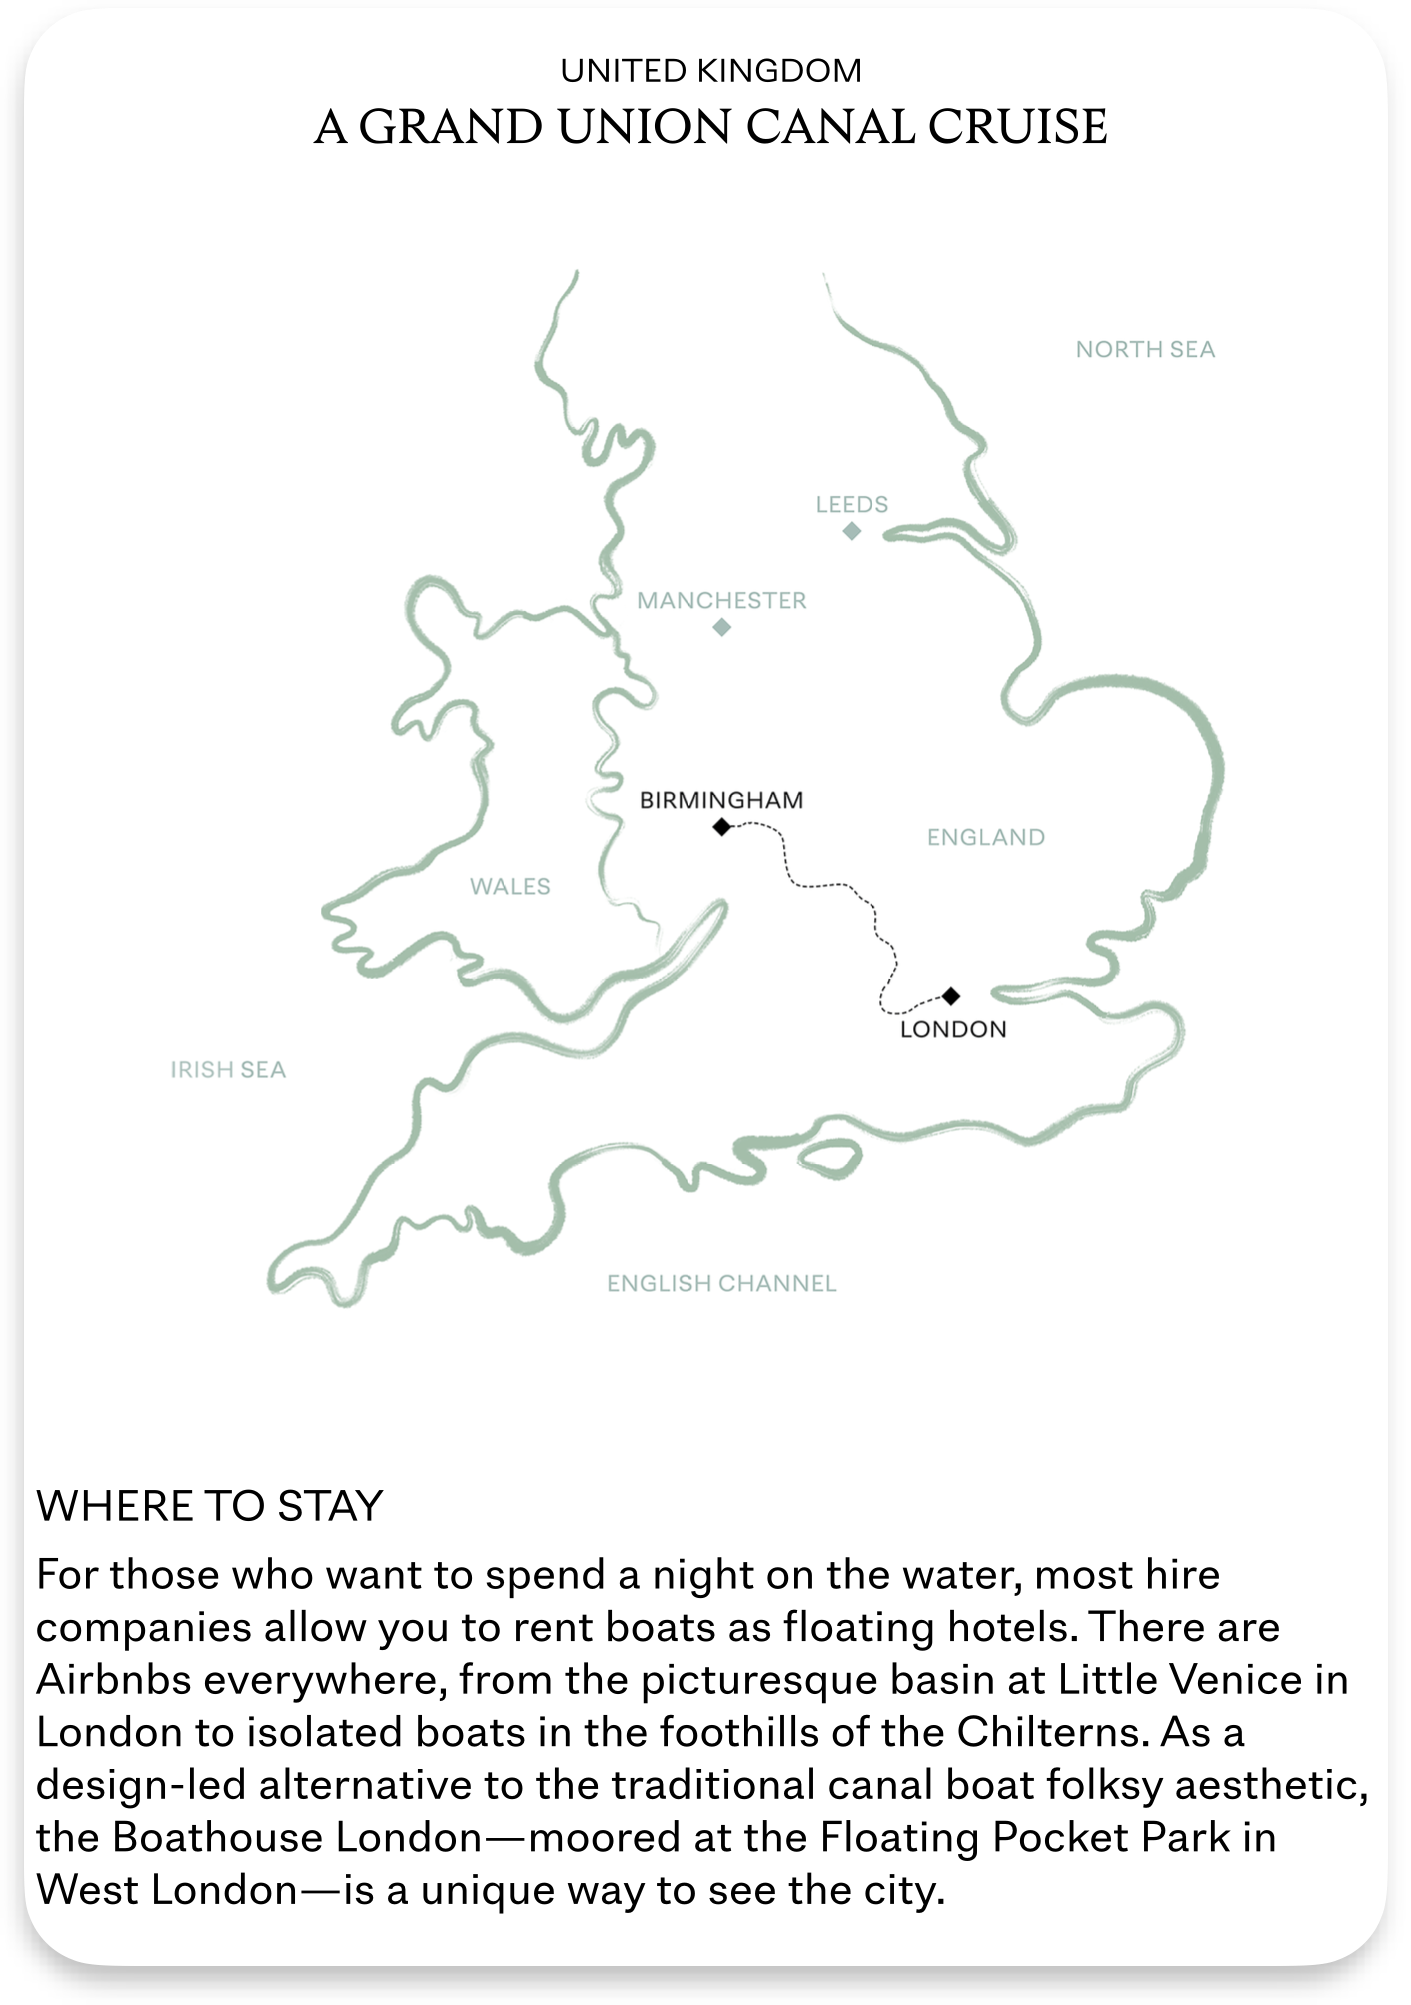 UNITED KINGDOM
A GRAND UNION CANAL CRUISE
NORTH SEA
LEEDS
MANCHESTER
BIRMINGHAM
ENGLAND
WALES
LONDON
IRISH SEA
ENGLISH CHANNEL
WHERE TO STAY
For those who want to spend a night on the water, most hire
companies allow you to rent boats as floating hotels. There are
Airbnbs everywhere, from the picturesque basin at Little Venice in
London to isolated boats in the foothills of the Chilterns. As a
design-led alternative to the traditional canal boat folksy aesthetic,
the Boathouse London—moored at the Floating Pocket Park in
West London—is a unique way to see the city.